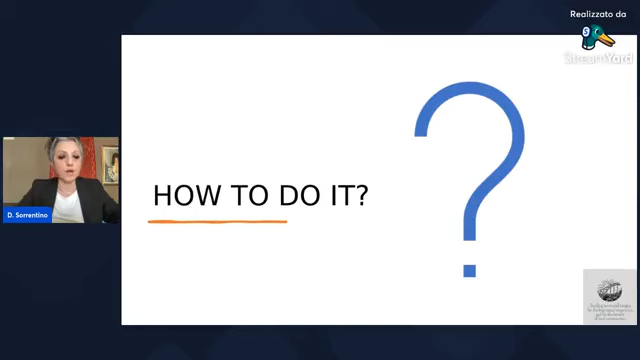 Realizzato da
S
StreamYard
HOW TO DO IT?
?
D. Sorrentino